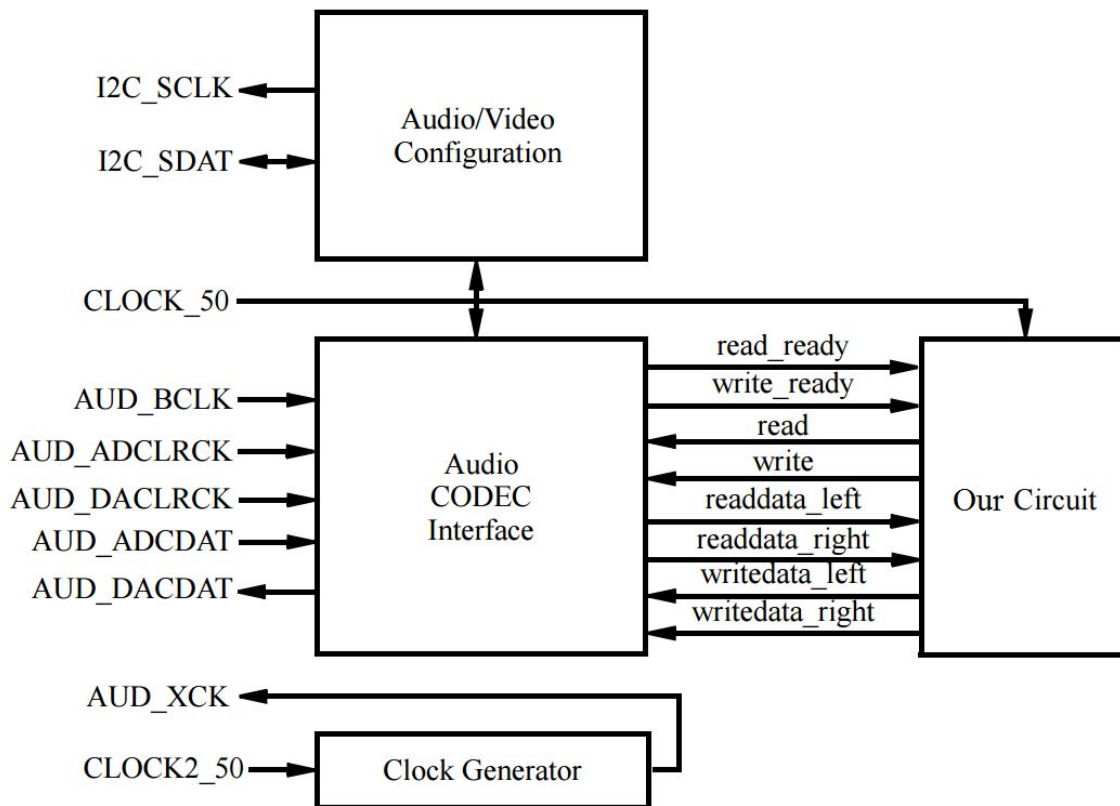 I2C_SCLK
I2C_SDAT
Audio/Video
Configuration
CLOCK_50
AUD_BCLK
AUD_ADCLRCK
AUD_DACLRCK
AUD_ADCDAT
AUD_DACDAT
Audio
CODEC
Interface
read_ready
write_ready
read
write
readdata_left
readdata_right
writedata_left
writedata_right
Our Circuit
AUD_XCK
CLOCK2_50
Clock Generator